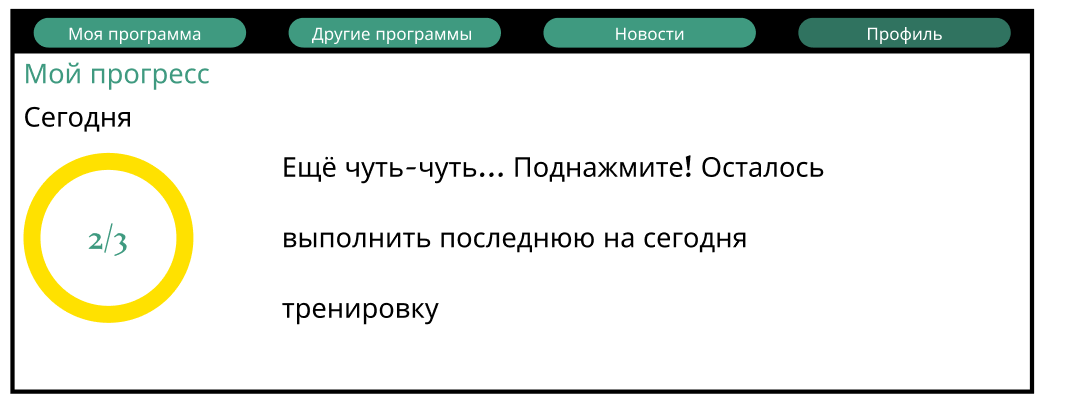 Моя программа
Другие программы
Новости
Профиль
Мой прогресс
Сегодня
2/3
Ещё чуть-чуть... Поднажмите! Осталось
выполнить последнюю на сегодня
тренировку